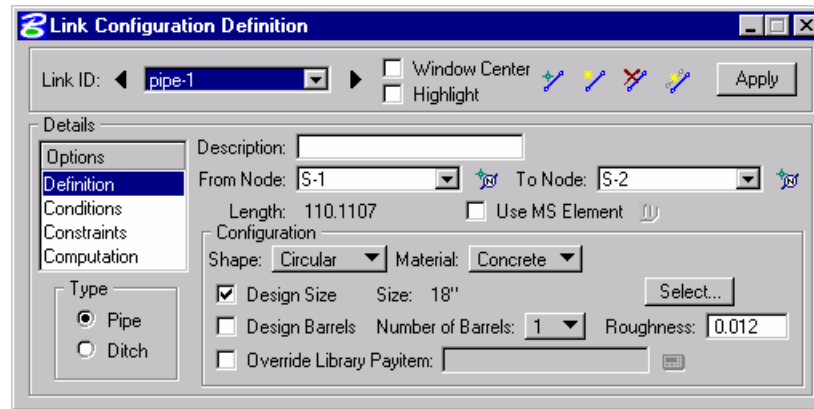 Link Configuration Definition
Link ID: pipe-1 Window Center
Highlight
Apply
Details
Options
Definition
Conditions
Constraints
Computation
Type
Pipe
Ditch
Description:
From Node: S-1 To Node: S-2
Length: 110.1107 Use MS Element
Configuration
Shape: Circular Material: Concrete
Design Size Size: 18" Select...
Design Barrels Number of Barrels: 1 Roughness: 0.012
Override Library Payitem: